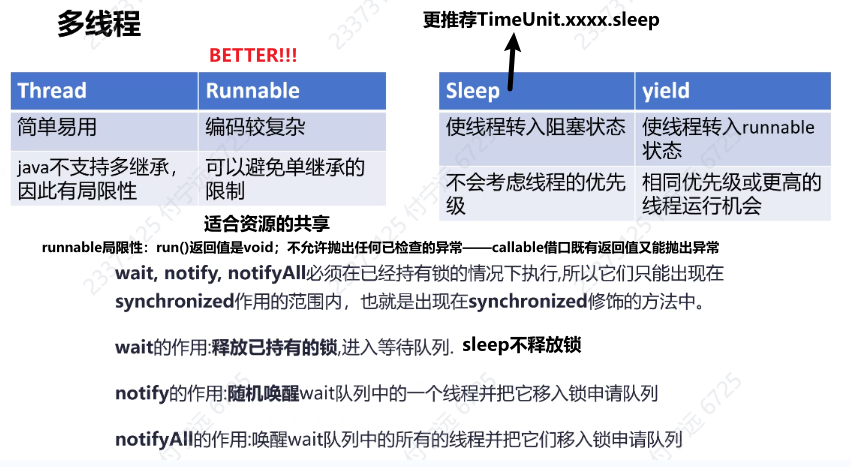 多线程
更推荐TimeUnit.xxxx.sleep
BETTER!!!
Thread Runnable
简单易用 编码较复杂
java不支持多继承， 可以避免单继承的
因此有局限性 限制
Sleep yield
使线程转入阻塞状态 使线程转入runnable
状态
不会考虑线程的优先 相同优先级或更高的
级 线程运行机会
适合资源的共享
runnable局限性：run()返回值是void；不允许抛出任何已检查的异常——callable借口既有返回值又能抛出异常
wait, notify, notifyAll必须在已经持有锁的情况下执行,所以它们只能出现在
synchronized作用的范围内，也就是出现在synchronized修饰的方法中。
wait的作用:释放已持有的锁,进入等待队列. sleep不释放锁
notify的作用:随机唤醒wait队列中的一个线程并把它移入锁申请队列
notifyAll的作用:唤醒wait队列中的所有的线程并把它们移入锁申请队列